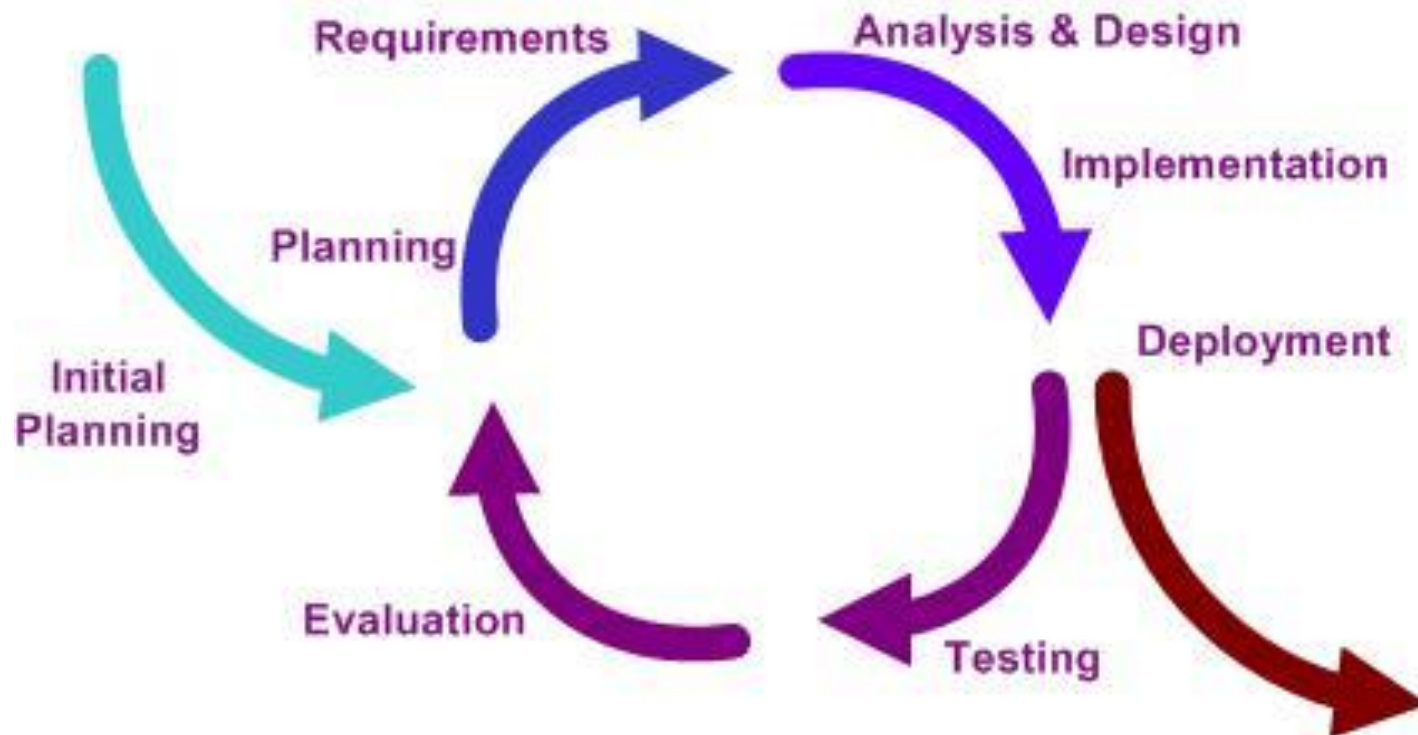 Requirements
Analysis & Design
Implementation
Planning
Deployment
Initial
Planning
Evaluation
Testing